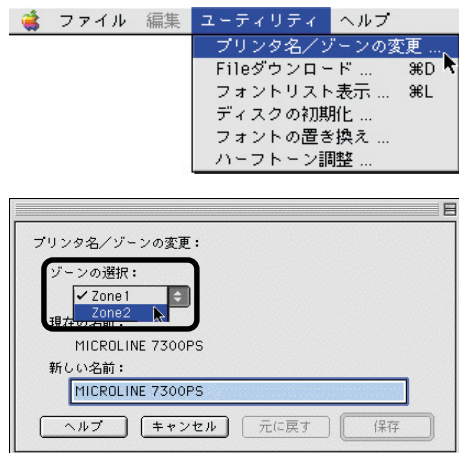 ファイル 編集 ユーティリティ ヘルプ
プリンタ名／ゾーンの変更 ...
Fileダウンロード ... ⌘D
フォントリスト表示 ... ⌘L
ディスクの初期化 ...
フォントの置き換え ...
ハーフトーン調整 ...
プリンタ名／ゾーンの変更：
ゾーンの選択：
✓ Zone1
Zone2
現在の名前：
MICROLINE 7300PS
新しい名前：
MICROLINE 7300PS
ヘルプ キャンセル 元に戻す 保存